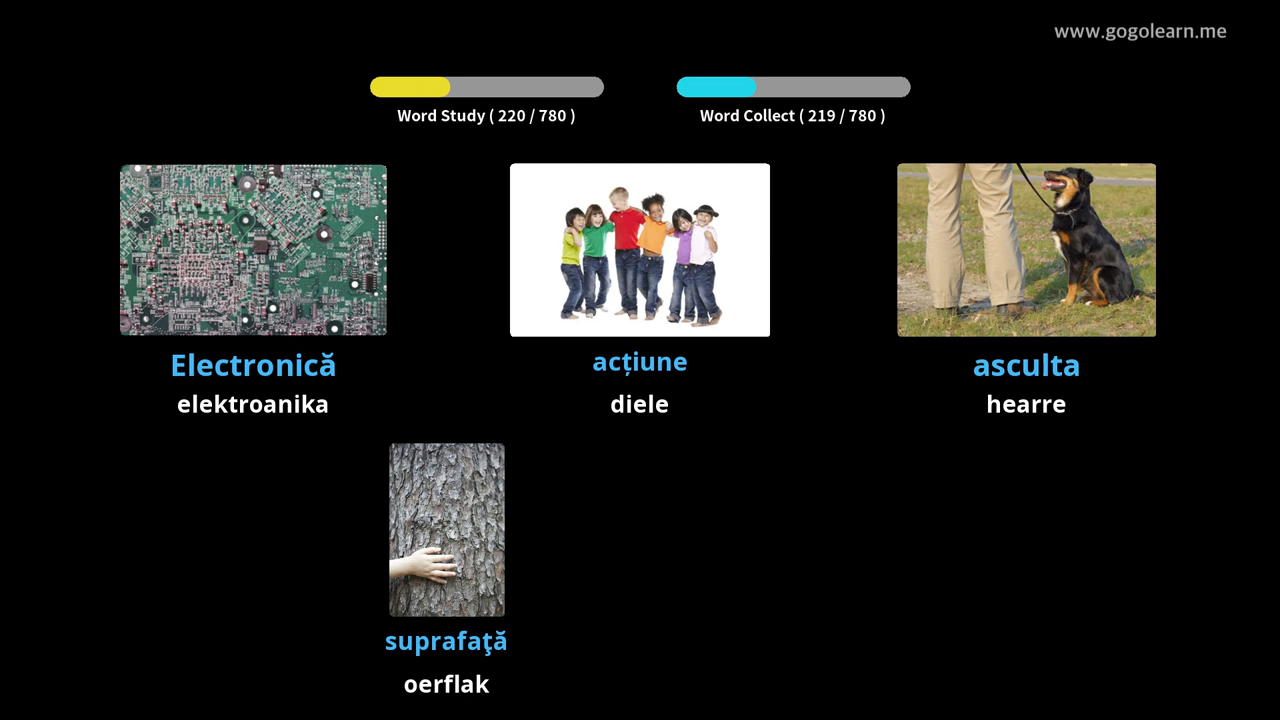 www.gogolearn.me
Word Study ( 220 / 780 )
Word Collect ( 219 / 780 )
Electronică
elektroanika
acțiune
diele
asculta
hearre
suprafaţă
oerflak